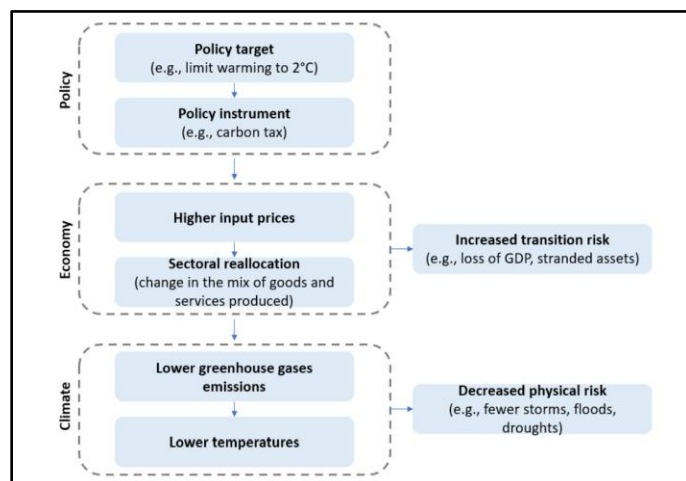 Policy
Policy target
(e.g., limit warming to 2°C)
Policy instrument
(e.g., carbon tax)
Economy
Higher input prices
Sectoral reallocation
(change in the mix of goods and
services produced)
Increased transition risk
(e.g., loss of GDP, stranded assets)
Climate
Lower greenhouse gases
emissions
Lower temperatures
Decreased physical risk
(e.g., fewer storms, floods,
droughts)